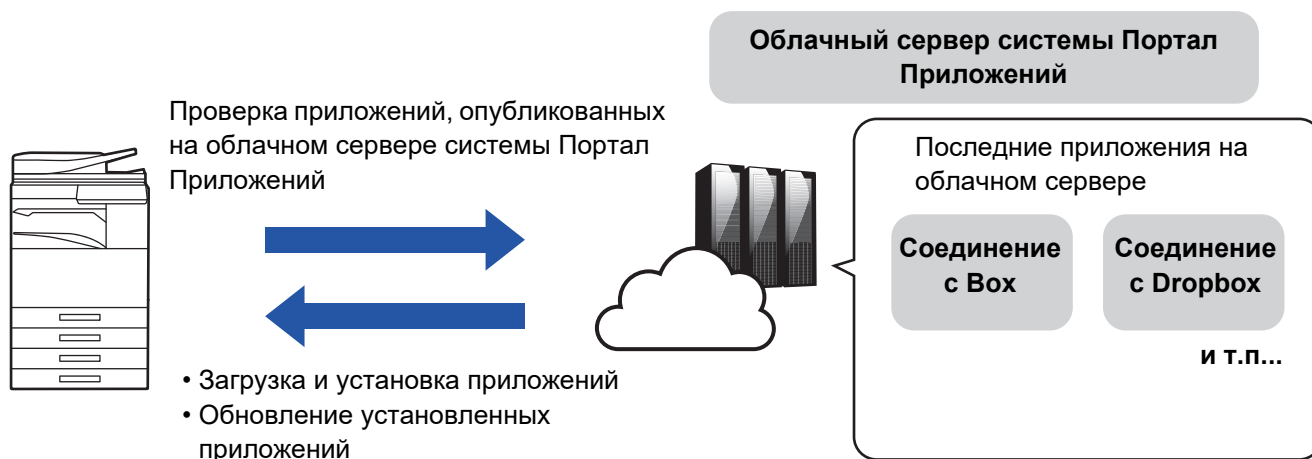 Облачный сервер системы Портал
Приложений
Проверка приложений, опубликованных
на облачном сервере системы Портал
Приложений
Последние приложения на
облачном сервере
Соединение
с Box
Соединение
с Dropbox
и т.п...
• Загрузка и установка приложений
• Обновление установленных
приложений